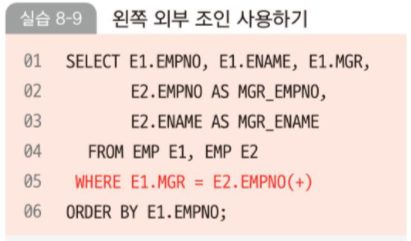 실습 8-9 왼쪽 외부 조인 사용하기
01 SELECT E1.EMPNO, E1.ENAME, E1.MGR,
02 E2.EMPNO AS MGR_EMPNO,
03 E2.ENAME AS MGR_ENAME
04 FROM EMP E1, EMP E2
05 WHERE E1.MGR = E2.EMPNO(+)
06 ORDER BY E1.EMPNO;